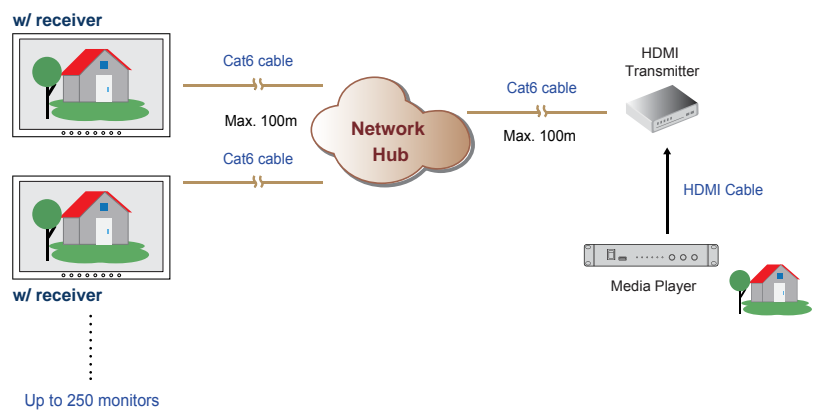 w/ receiver
Cat6 cable
Max. 100m
Cat6 cable
Network
Hub
Cat6 cable
Max. 100m
HDMI
Transmitter
HDMI Cable
Media Player
w/ receiver
Up to 250 monitors